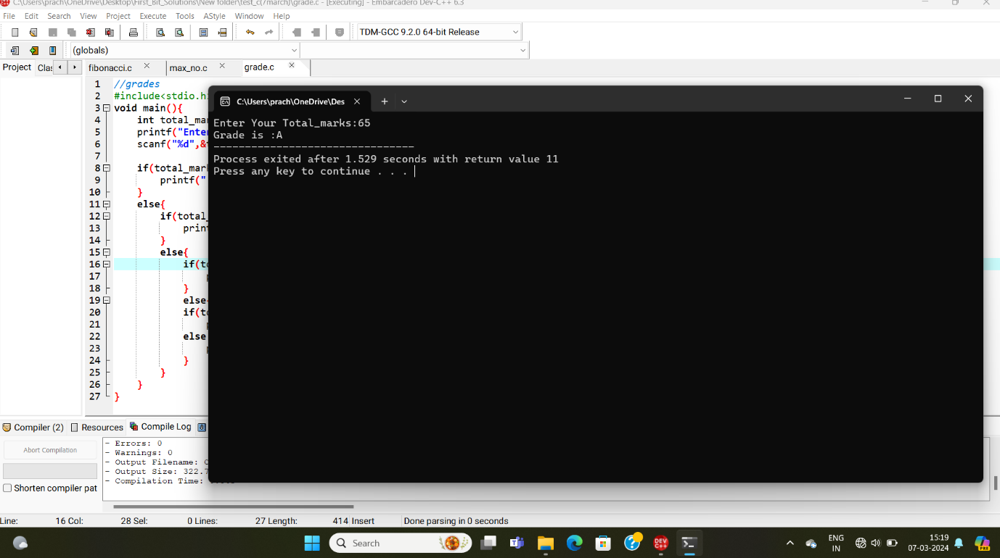 C:\Users\prach\OneDrive\Desktop\First_Bit_Solutions\New folder\test_c(7march)\grade.c - [Executing] - Embarcadero Dev-C++ 6.3
File Edit Search View Project Execute Tools AStyle Window Help
TDM-GCC 9.2.0 64-bit Release
(globals)
Project Clas fibonacci.c max_no.c grade.c
1 //grades
2 #include<stdio.h
3 void main(){
4 int total_ma
5 printf("Ente
6 scanf("%d",&
7
8 if(total_mar
9 printf("
10 }
11 else{
12 if(total_
13 prin
14 }
15 else{
16 if(to
17
18 }
19 else
20 if(to
21
22 else
23
24 }
25 }
26 }
27 }
C:\Users\prach\OneDrive\Des
Enter Your Total_marks:65
Grade is :A
--------------------------------
Process exited after 1.529 seconds with return value 11
Press any key to continue . . .
Compiler (2) Resources Compile Log
Abort Compilation
Shorten compiler pat
- Errors: 0
- Warnings: 0
- Output Filename: C
- Output Size: 322.7
- Compilation Time:
Line: 16 Col: 28 Sel: 0 Lines: 27 Length: 414 Insert Done parsing in 0 seconds
Search
DEV C++
ENG
IN
15:19
07-03-2024
PRE